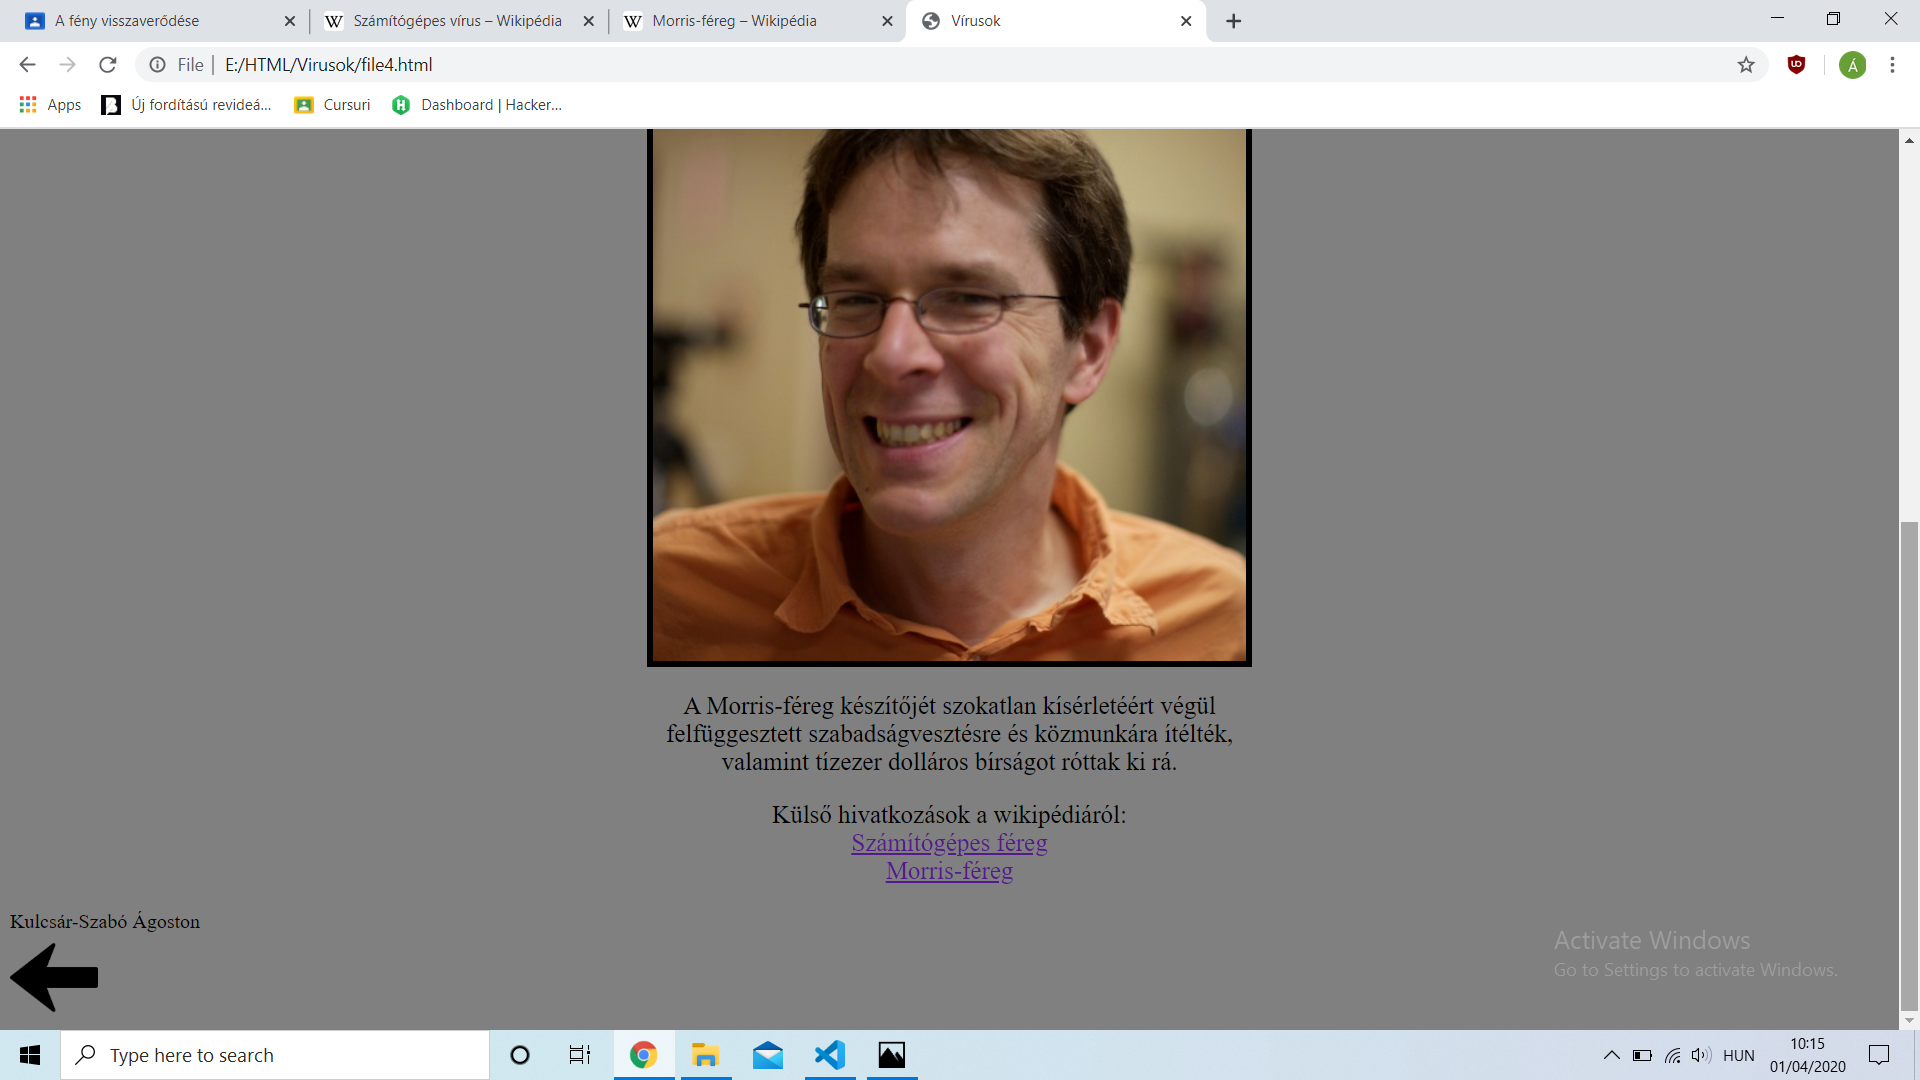 A fény visszaverődése
Számítógépes vírus – Wikipédia
Morris-féreg – Wikipédia
Vírusok
File
E:/HTML/Virusok/file4.html
Á
Apps
Új fordítású revideá...
Cursuri
Dashboard | Hacker...
A Morris-féreg készítőjét szokatlan kísérletéért végül
felfüggesztett szabadságvesztésre és közmunkára ítélték,
valamint tízezer dolláros bírságot róttak ki rá.
Külső hivatkozások a wikipédiáról:
Számítógépes féreg
Morris-féreg
Kulcsár-Szabó Ágoston
Activate Windows
Go to Settings to activate Windows.
Type here to search
HUN
10:15
01/04/2020